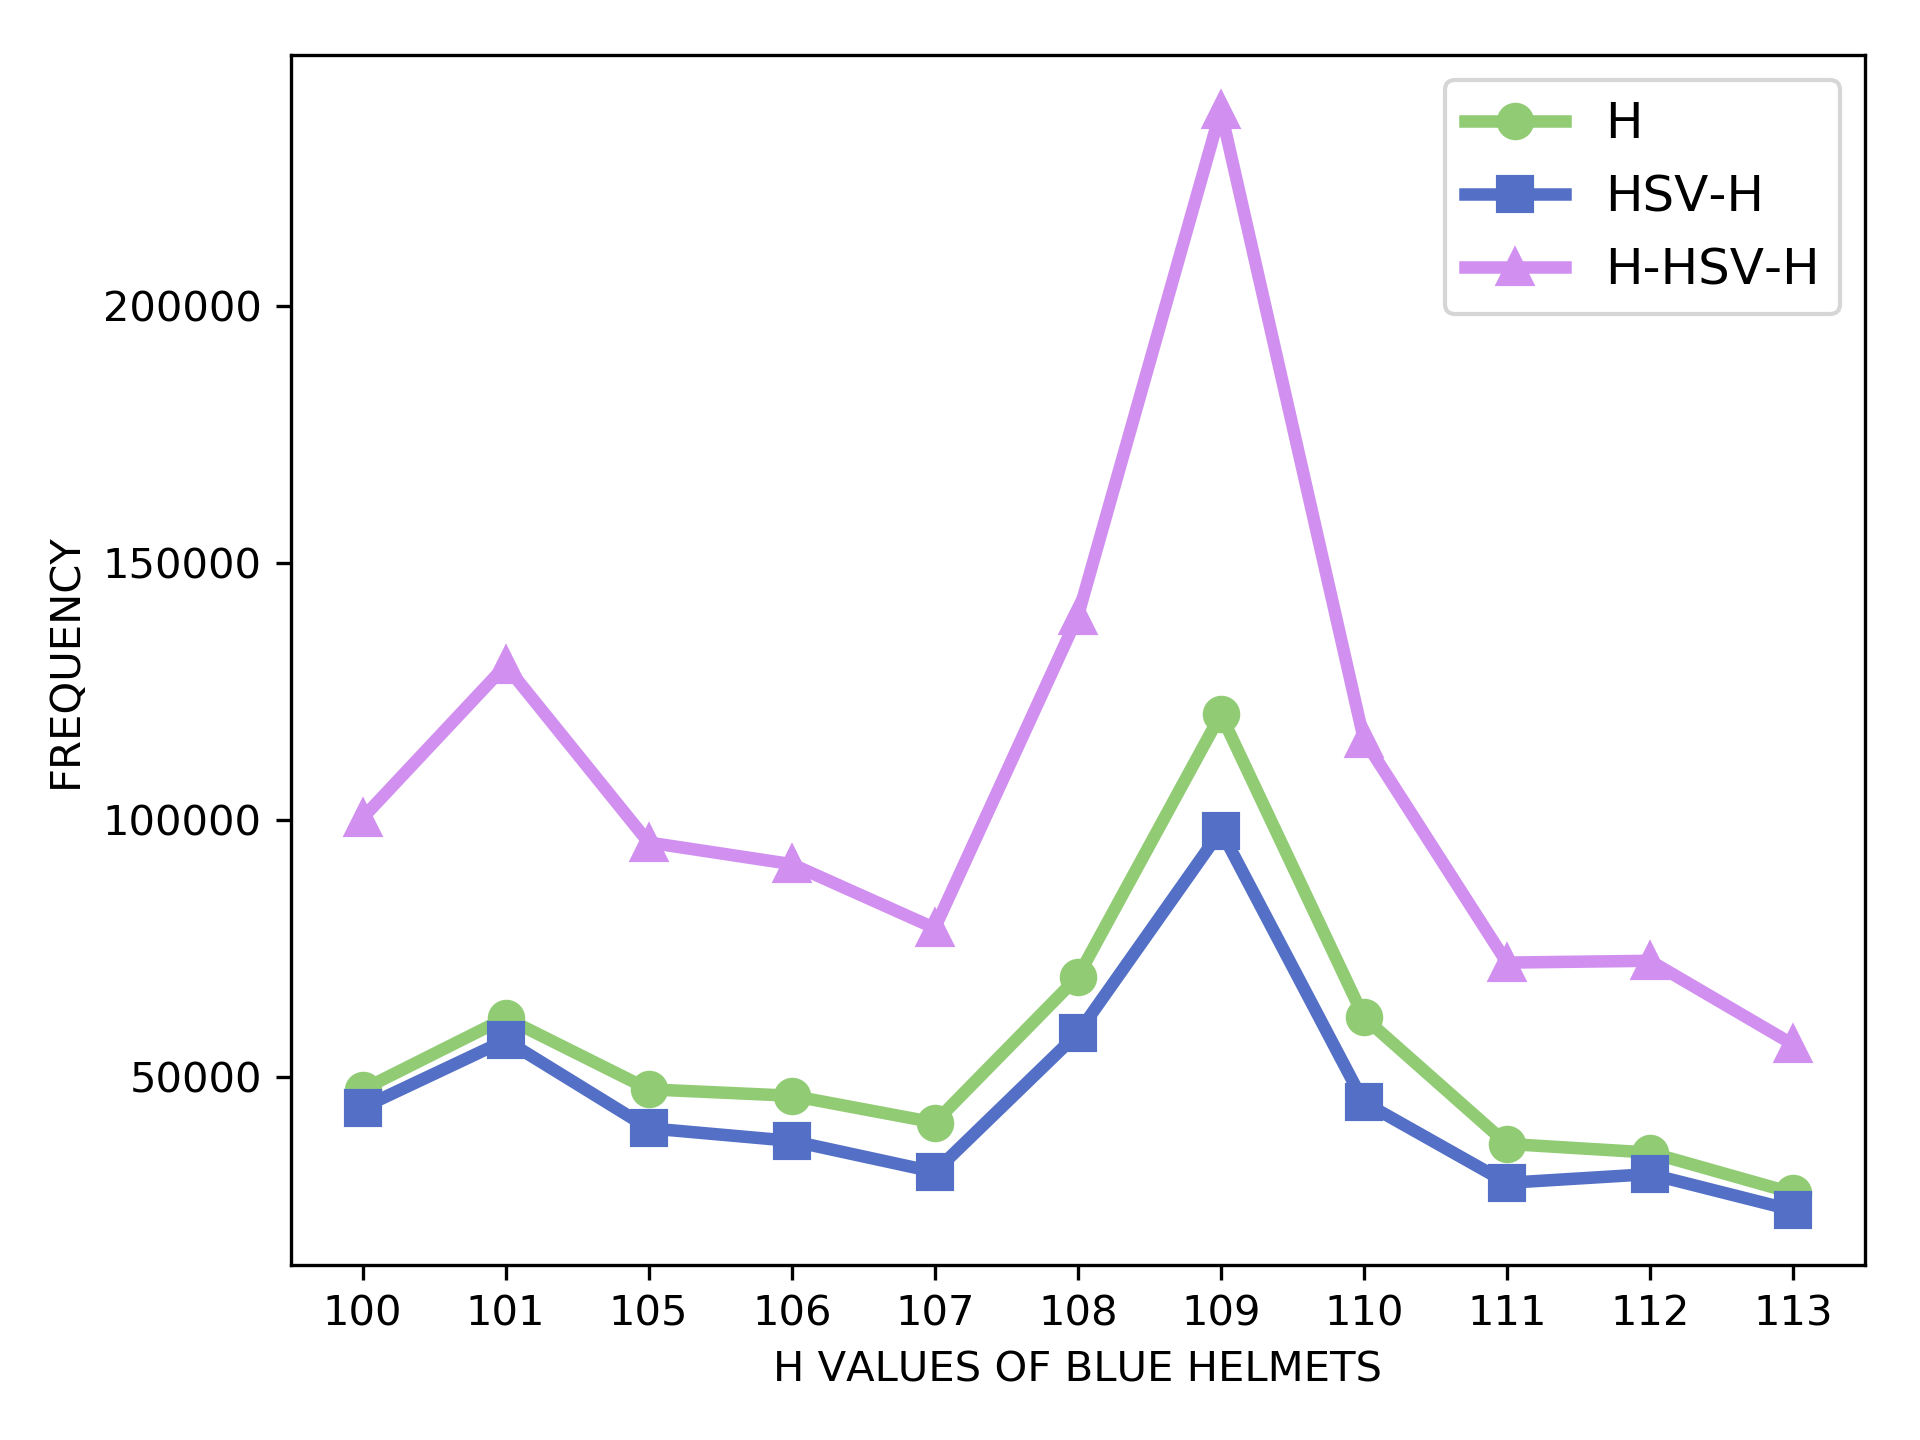 H
HSV-H
H-HSV-H
FREQUENCY
200000
150000
100000
50000
100 101 105 106 107 108 109 110 111 112 113
H VALUES OF BLUE HELMETS